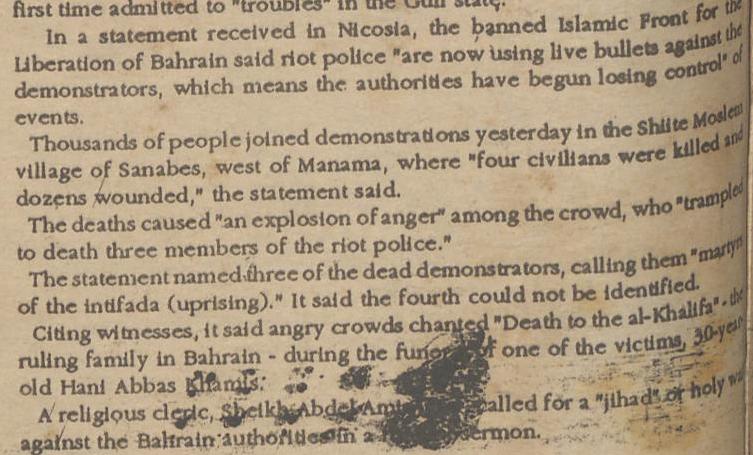 first time admitted to "troubles" in the Gulf state.
In a statement received in Nicosia, the banned Islamic Front for the
Liberation of Bahrain said riot police "are now using live bullets against the
demonstrators, which means the authorities have begun losing control" of
events.
Thousands of people joined demonstrations yesterday in the Shiite Moslem
village of Sanabes, west of Manama, where "four civilians were killed and
dozens wounded," the statement said.
The deaths caused "an explosion of anger" among the crowd, who "trampled
to death three members of the riot police."
The statement named three of the dead demonstrators, calling them "martyrs
of the intifada (uprising)." It said the fourth could not be identified.
Citing witnesses, it said angry crowds chanted "Death to the al-Khalifa" - the
ruling family in Bahrain - during the funeral of one of the victims, 30-year
old Hani Abbas Khamis.
A religious cleric, Sheikh Abdel called for a "jihad" or holy war
against the Bahrain authorities in a sermon.